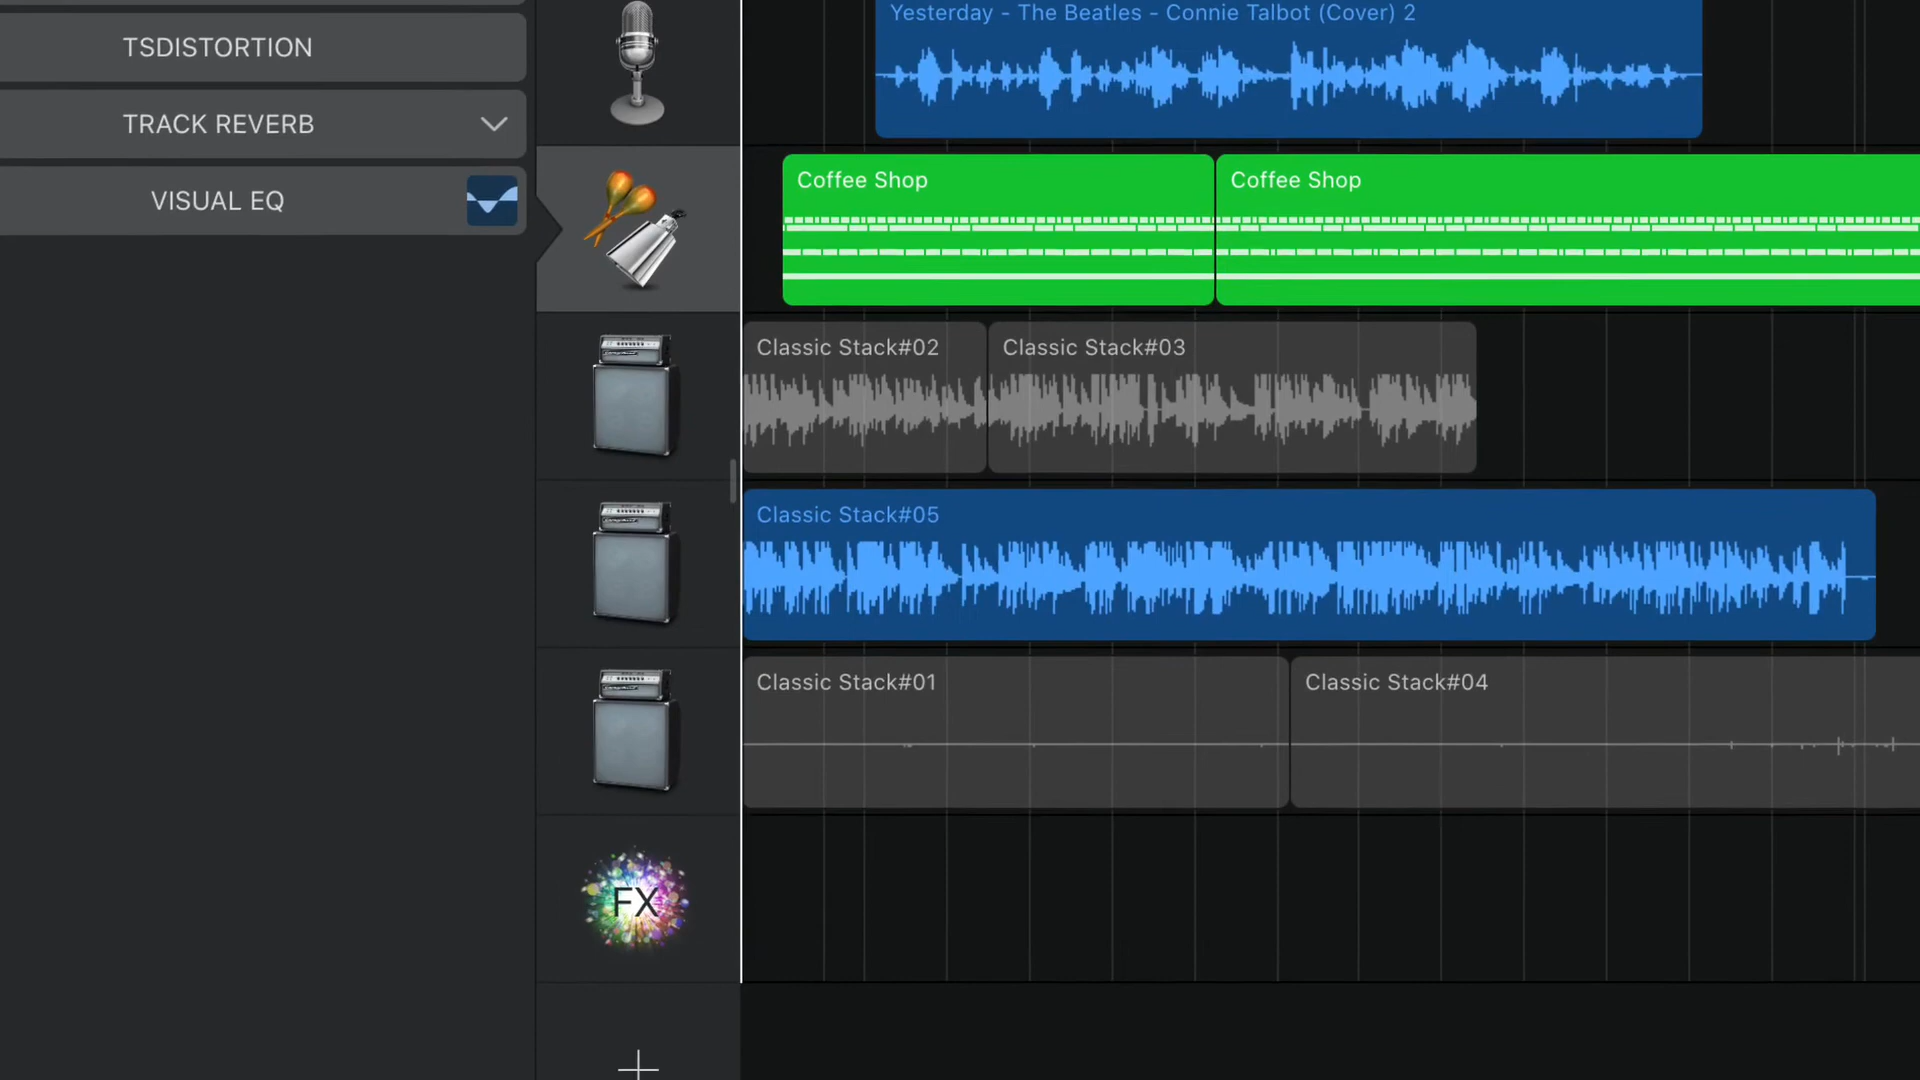 TSDISTORTION
TRACK REVERB
VISUAL EQ
Yesterday - The Beatles - Connie Talbot (Cover) 2
Coffee Shop
Coffee Shop
Classic Stack#02
Classic Stack#03
Classic Stack#05
Classic Stack#01
Classic Stack#04
FX